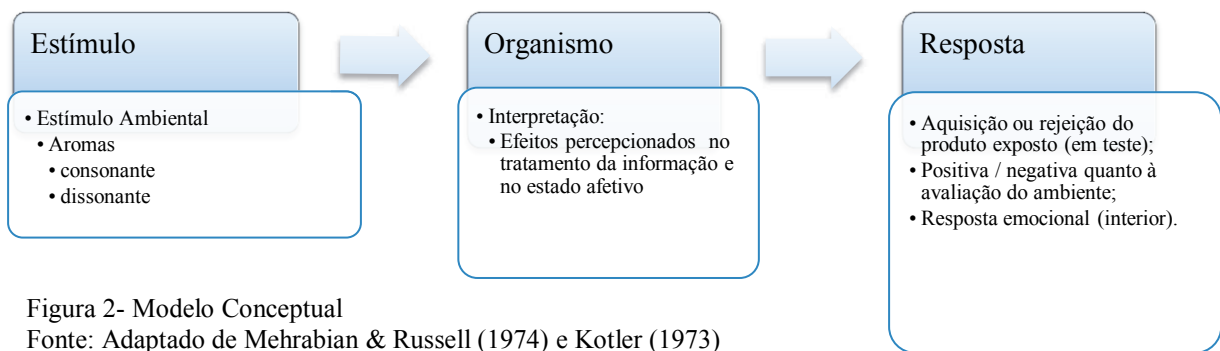 Estímulo
• Estímulo Ambiental
• Aromas
• consonante
• dissonante
Organismo
• Interpretação:
• Efeitos percepcionados no
tratamento da informação e
no estado afetivo
Resposta
• Aquisição ou rejeição do
produto exposto (em teste);
• Positiva / negativa quanto à
avaliação do ambiente;
• Resposta emocional (interior).
Figura 2- Modelo Conceptual
Fonte: Adaptado de Mehrabian & Russell (1974) e Kotler (1973)